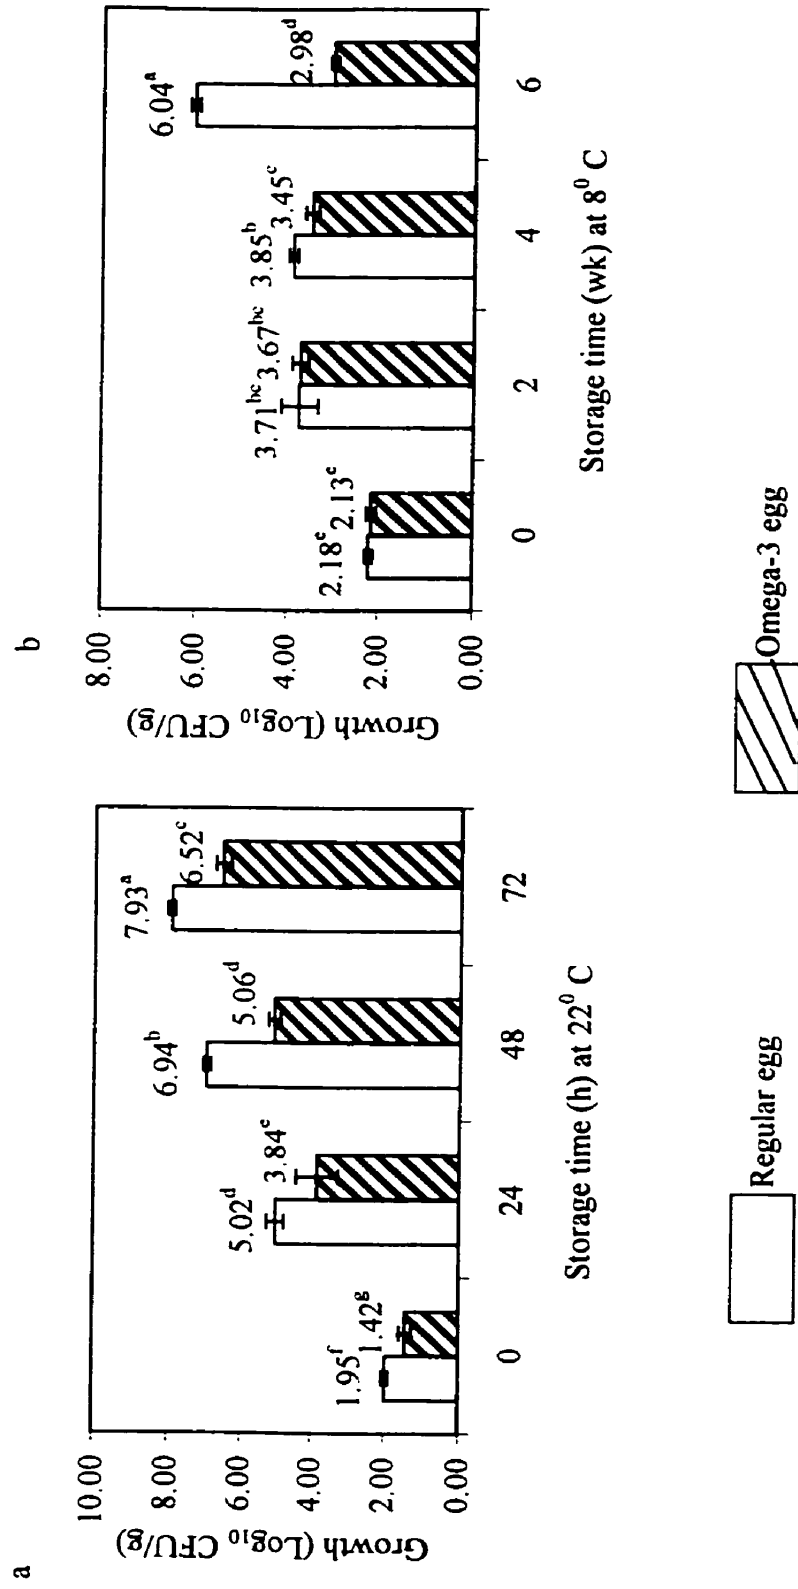 a
Growth (Log₁₀ CFU/g)
10.00
8.00
6.00
4.00
2.00
0.00
1.95ᶠ
1.42ᵍ
5.02ᵈ
3.84ᵉ
6.94ᵇ
5.06ᵈ
7.93ᵃ
6.52ᶜ
0
24
48
72
Storage time (h) at 22⁰ C
b
Growth (Log₁₀ CFU/g)
8.00
6.00
4.00
2.00
0.00
2.18ᵉ
2.13ᵉ
3.71ᵇᶜ
3.67ᵇᶜ
3.85ᵇ
3.45ᶜ
6.04ᵃ
2.98ᵈ
0
2
4
6
Storage time (wk) at 8⁰ C
Regular egg
Omega-3 egg